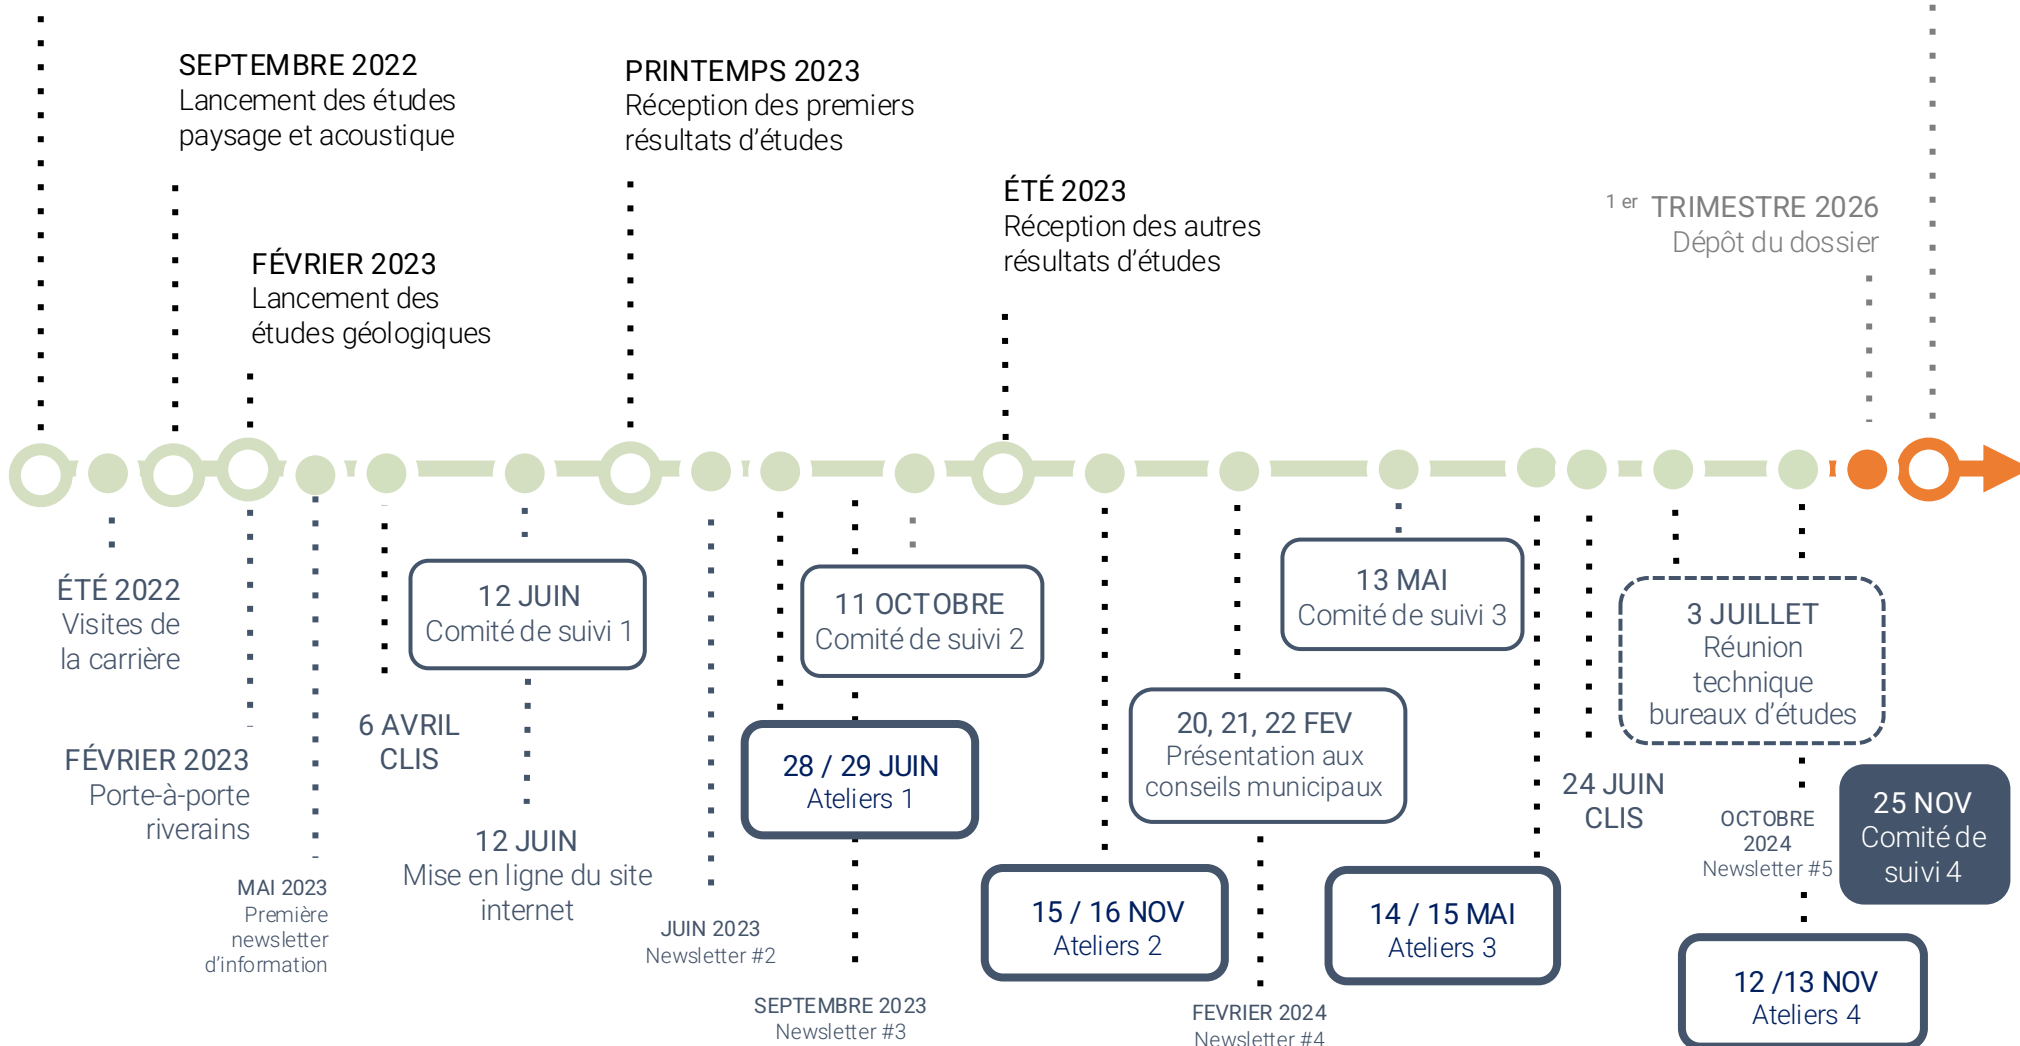 SEPTEMBRE 2022
Lancement des études
paysage et acoustique
PRINTEMPS 2023
Réception des premiers
résultats d’études
ÉTÉ 2023
Réception des autres
résultats d’études
1 er TRIMESTRE 2026
Dépôt du dossier
FÉVRIER 2023
Lancement des
études géologiques
ÉTÉ 2022
Visites de
la carrière
FÉVRIER 2023
Porte-à-porte
riverains
MAI 2023
Première
newsletter
d’information
6 AVRIL
CLIS
12 JUIN
Comité de suivi 1
12 JUIN
Mise en ligne du site
internet
JUIN 2023
Newsletter #2
28 / 29 JUIN
Ateliers 1
11 OCTOBRE
Comité de suivi 2
SEPTEMBRE 2023
Newsletter #3
15 / 16 NOV
Ateliers 2
20, 21, 22 FEV
Présentation aux
conseils municipaux
FEVRIER 2024
Newsletter #4
13 MAI
Comité de suivi 3
14 / 15 MAI
Ateliers 3
24 JUIN
CLIS
3 JUILLET
Réunion
technique
bureaux d’études
OCTOBRE
2024
Newsletter #5
12 /13 NOV
Ateliers 4
25 NOV
Comité de
suivi 4